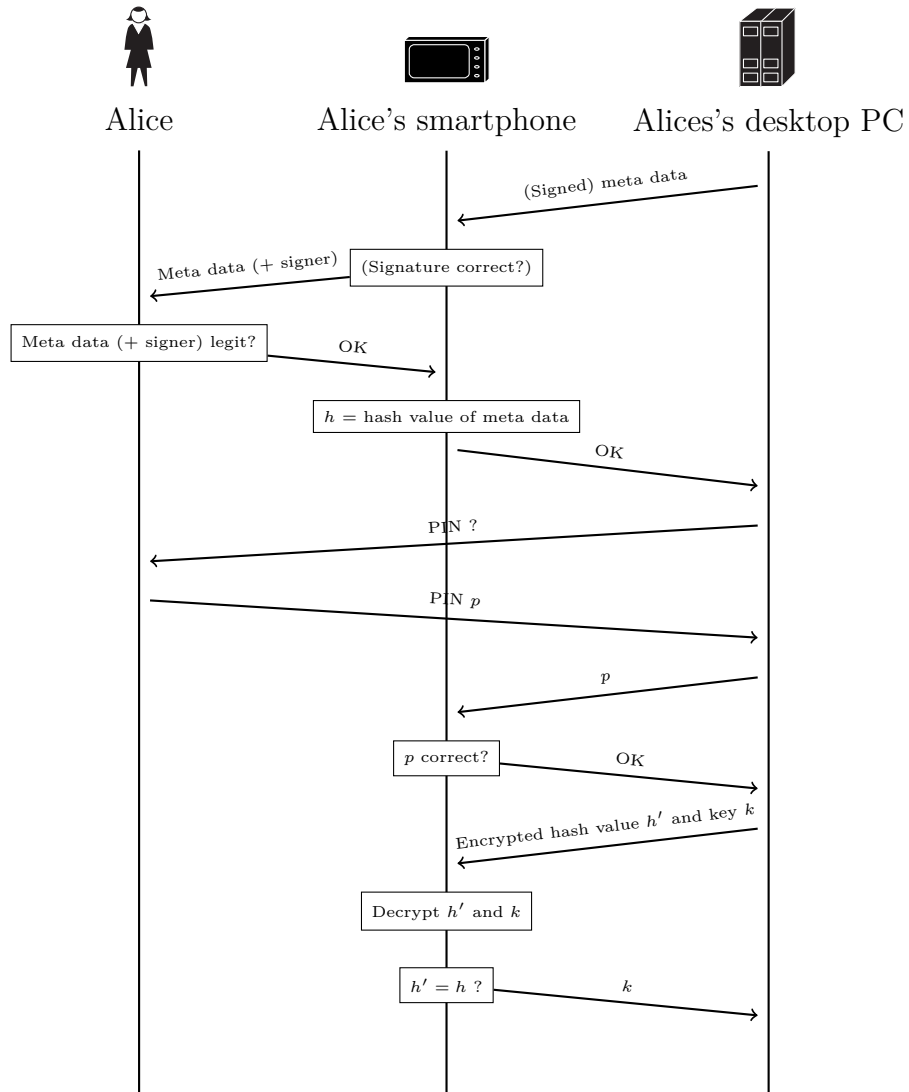 Alice
Alice's smartphone
Alices's desktop PC
(Signed) meta data
Meta data (+ signer)
(Signature correct?)
Meta data (+ signer) legit?
OK
h = hash value of meta data
OK
PIN ?
PIN p
p
p correct?
OK
Encrypted hash value h′ and key k
Decrypt h′ and k
h′ = h ?
k